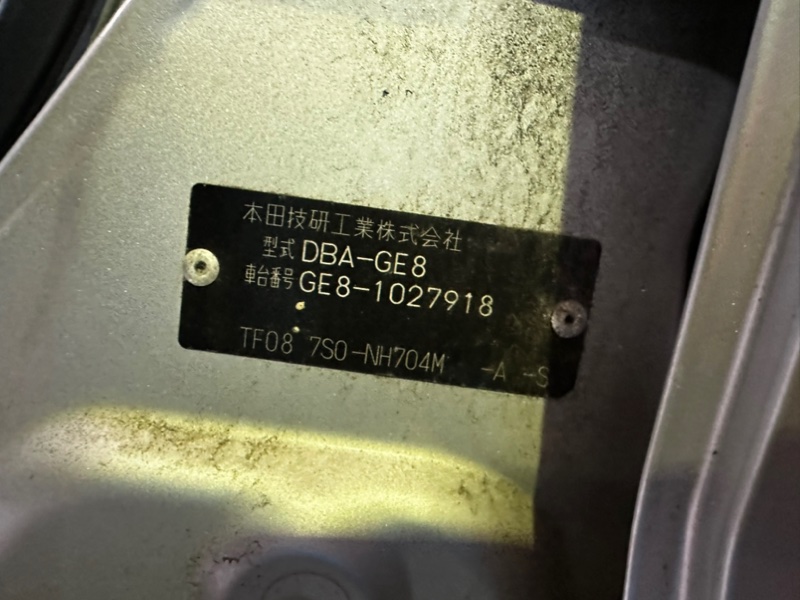 本田技研工業株式会社
型式 DBA-GE8
車台番号 GE8-1027918
TF08 7S0-NH704M -A -S